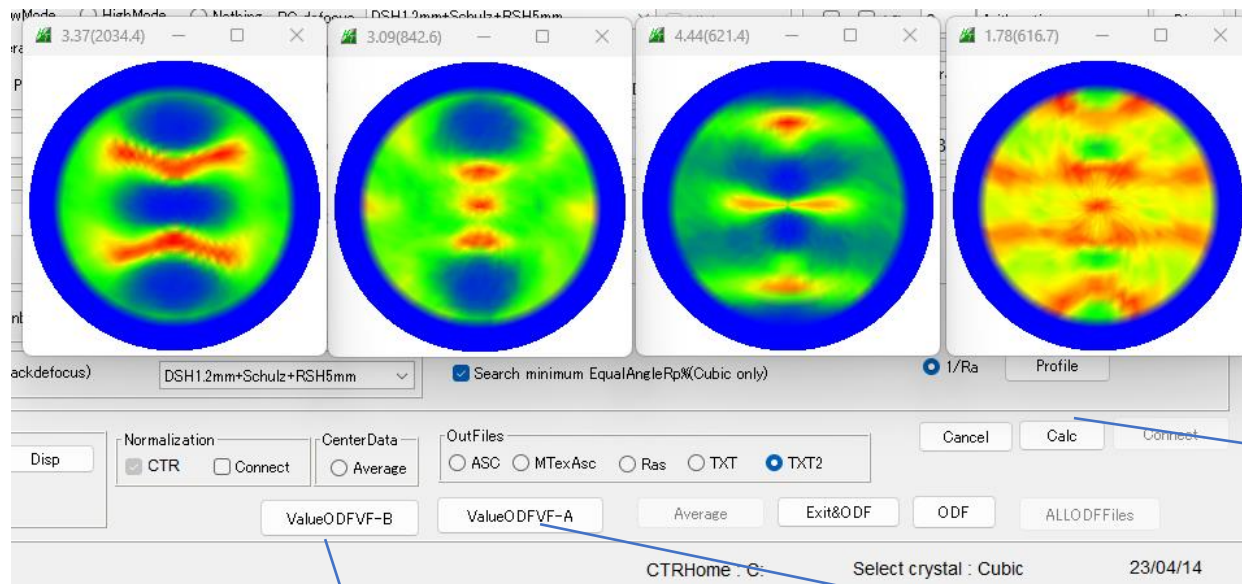 HighMode Nothing
DSH1.2mm+Schulz+RSH5mm
3.37(2034.4)
3.09(842.6)
4.44(621.4)
1.78(616.7)
ackdefocus)
DSH1.2mm+Schulz+RSH5mm
Search minimum EqualAngleRp%(Cubic only)
1/Ra
Profile
Disp
Normalization
CTR
Connect
CenterData
Average
OutFiles
ASC
MTexAsc
Ras
TXT
TXT2
Cancel
Calc
Connect
ValueODFVF-B
ValueODFVF-A
Average
Exit&ODF
ODF
ALLODFFiles
CTRHome : C:
Select crystal : Cubic
23/04/14